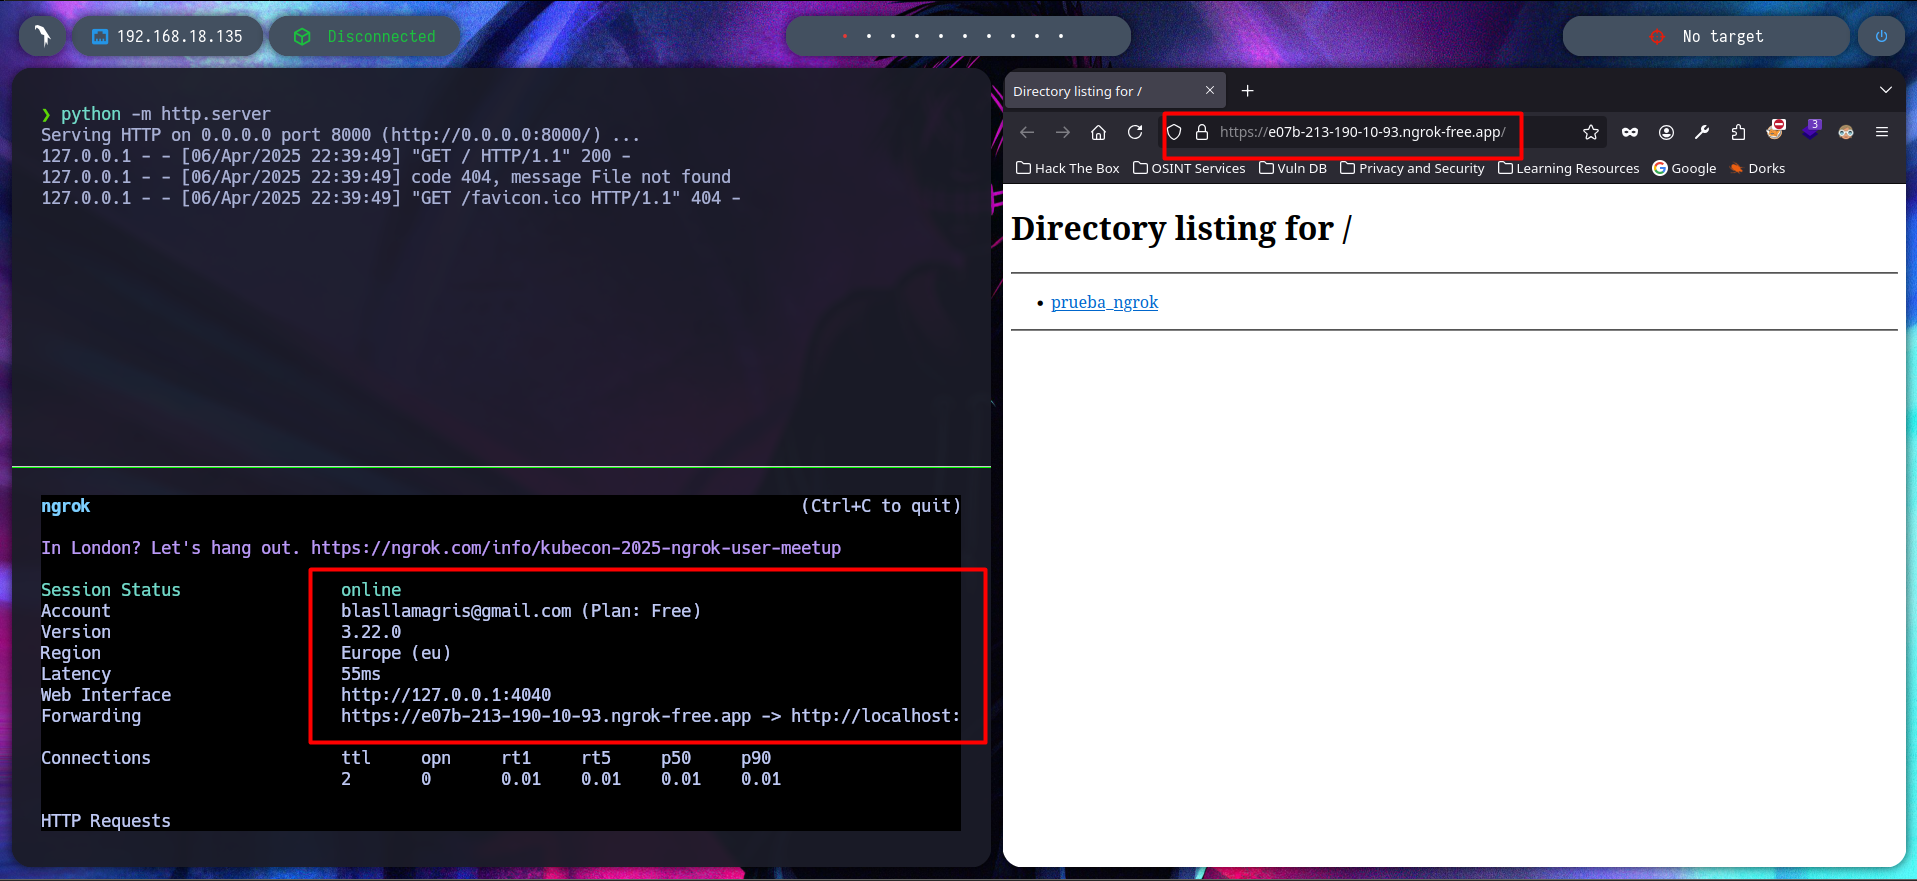 192.168.18.135
Disconnected
No target
❯ python -m http.server
Serving HTTP on 0.0.0.0 port 8000 (http://0.0.0.0:8000/) ...
127.0.0.1 - - [06/Apr/2025 22:39:49] "GET / HTTP/1.1" 200 -
127.0.0.1 - - [06/Apr/2025 22:39:49] code 404, message File not found
127.0.0.1 - - [06/Apr/2025 22:39:49] "GET /favicon.ico HTTP/1.1" 404 -
ngrok (Ctrl+C to quit)
In London? Let's hang out. https://ngrok.com/info/kubecon-2025-ngrok-user-meetup
Session Status online
Account blasllamagris@gmail.com (Plan: Free)
Version 3.22.0
Region Europe (eu)
Latency 55ms
Web Interface http://127.0.0.1:4040
Forwarding https://e07b-213-190-10-93.ngrok-free.app -> http://localhost:
Connections ttl opn rt1 rt5 p50 p90
2 0 0.01 0.01 0.01 0.01
HTTP Requests
Directory listing for /
https://e07b-213-190-10-93.ngrok-free.app/
3
Hack The Box OSINT Services Vuln DB Privacy and Security Learning Resources Google Dorks
Directory listing for /
prueba_ngrok